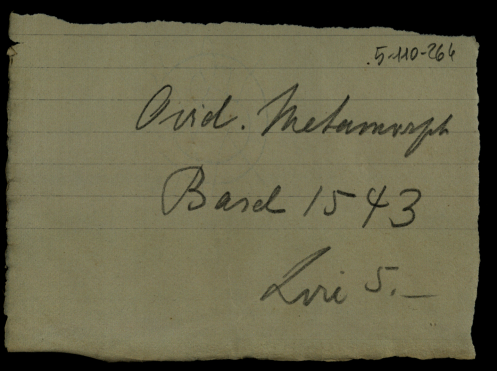 5-110-264
Ovid. Metamorph
Basel 1543
Lire 5.—